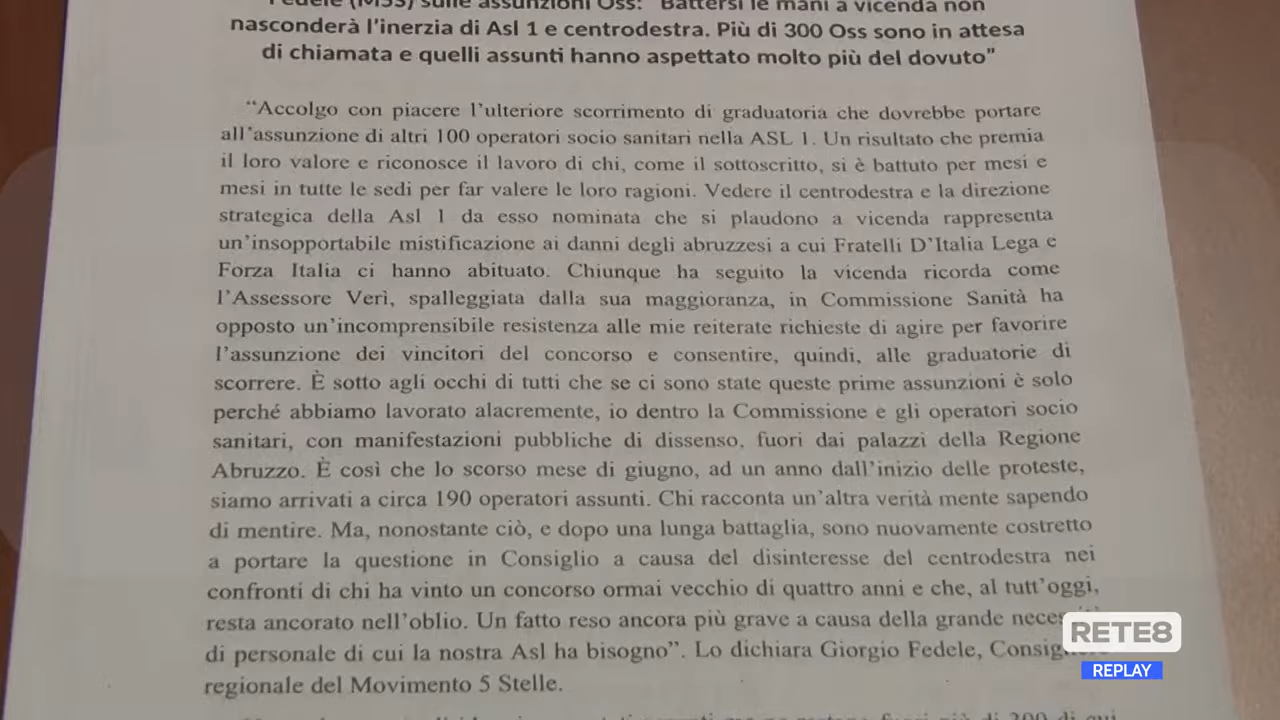 Fedele (M5S) sulle assunzioni Oss: "Battersi le mani a vicenda non
nasconderà l'inerzia di Asl 1 e centrodestra. Più di 300 Oss sono in attesa
di chiamata e quelli assunti hanno aspettato molto più del dovuto"
"Accolgo con piacere l'ulteriore scorrimento di graduatoria che dovrebbe portare
all'assunzione di altri 100 operatori socio sanitari nella ASL 1. Un risultato che premia
il loro valore e riconosce il lavoro di chi, come il sottoscritto, si è battuto per mesi e
mesi in tutte le sedi per far valere le loro ragioni. Vedere il centrodestra e la direzione
strategica della Asl 1 da esso nominata che si plaudono a vicenda rappresenta
un'insopportabile mistificazione ai danni degli abruzzesi a cui Fratelli D'Italia Lega e
Forza Italia ci hanno abituato. Chiunque ha seguito la vicenda ricorda come
l'Assessore Verì, spalleggiata dalla sua maggioranza, in Commissione Sanità ha
opposto un'incomprensibile resistenza alle mie reiterate richieste di agire per favorire
l'assunzione dei vincitori del concorso e consentire, quindi, alle graduatorie di
scorrere. È sotto agli occhi di tutti che se ci sono state queste prime assunzioni è solo
perché abbiamo lavorato alacremente, io dentro la Commissione e gli operatori socio
sanitari, con manifestazioni pubbliche di dissenso, fuori dai palazzi della Regione
Abruzzo. È così che lo scorso mese di giugno, ad un anno dall'inizio delle proteste,
siamo arrivati a circa 190 operatori assunti. Chi racconta un'altra verità mente sapendo
di mentire. Ma, nonostante ciò, e dopo una lunga battaglia, sono nuovamente costretto
a portare la questione in Consiglio a causa del disinteresse del centrodestra nei
confronti di chi ha vinto un concorso ormai vecchio di quattro anni e che, al tutt'oggi,
resta ancorato nell'oblio. Un fatto reso ancora più grave a causa della grande
di personale di cui la nostra Asl ha bisogno". Lo dichiara Giorgio Fedele,
regionale del Movimento 5 Stelle.
RETE8
REPLAY